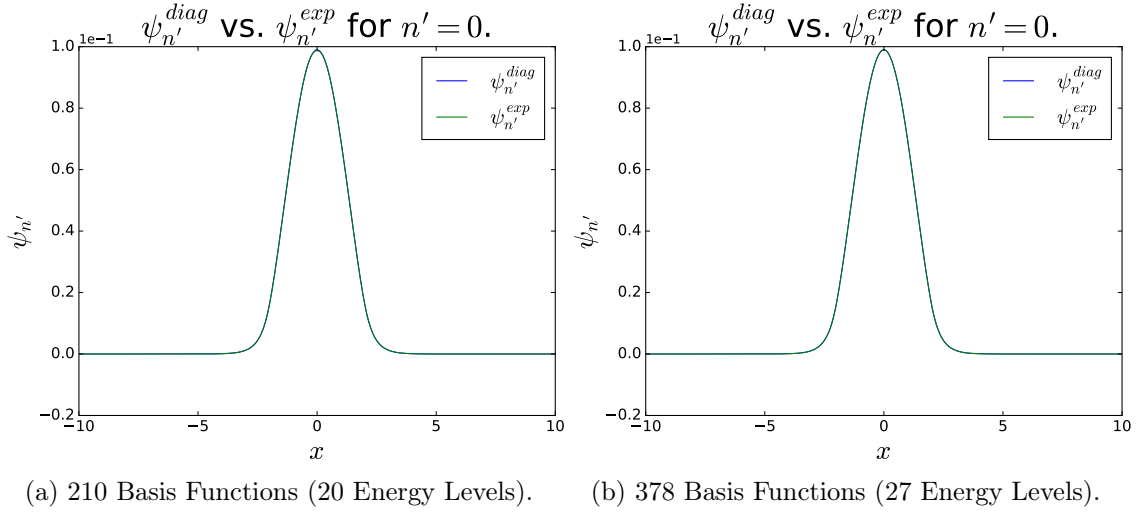 ψ_{n'}^{diag} vs. ψ_{n'}^{exp} for n' = 0.
1e−1
1.0
0.8
0.6
0.4
0.2
0.0
−0.2
ψ_{n'}
ψ_{n'}^{diag}
ψ_{n'}^{exp}
−10
−5
0
5
10
x
(a) 210 Basis Functions (20 Energy Levels).
ψ_{n'}^{diag} vs. ψ_{n'}^{exp} for n' = 0.
1e−1
1.0
0.8
0.6
0.4
0.2
0.0
−0.2
ψ_{n'}
ψ_{n'}^{diag}
ψ_{n'}^{exp}
−10
−5
0
5
10
x
(b) 378 Basis Functions (27 Energy Levels).